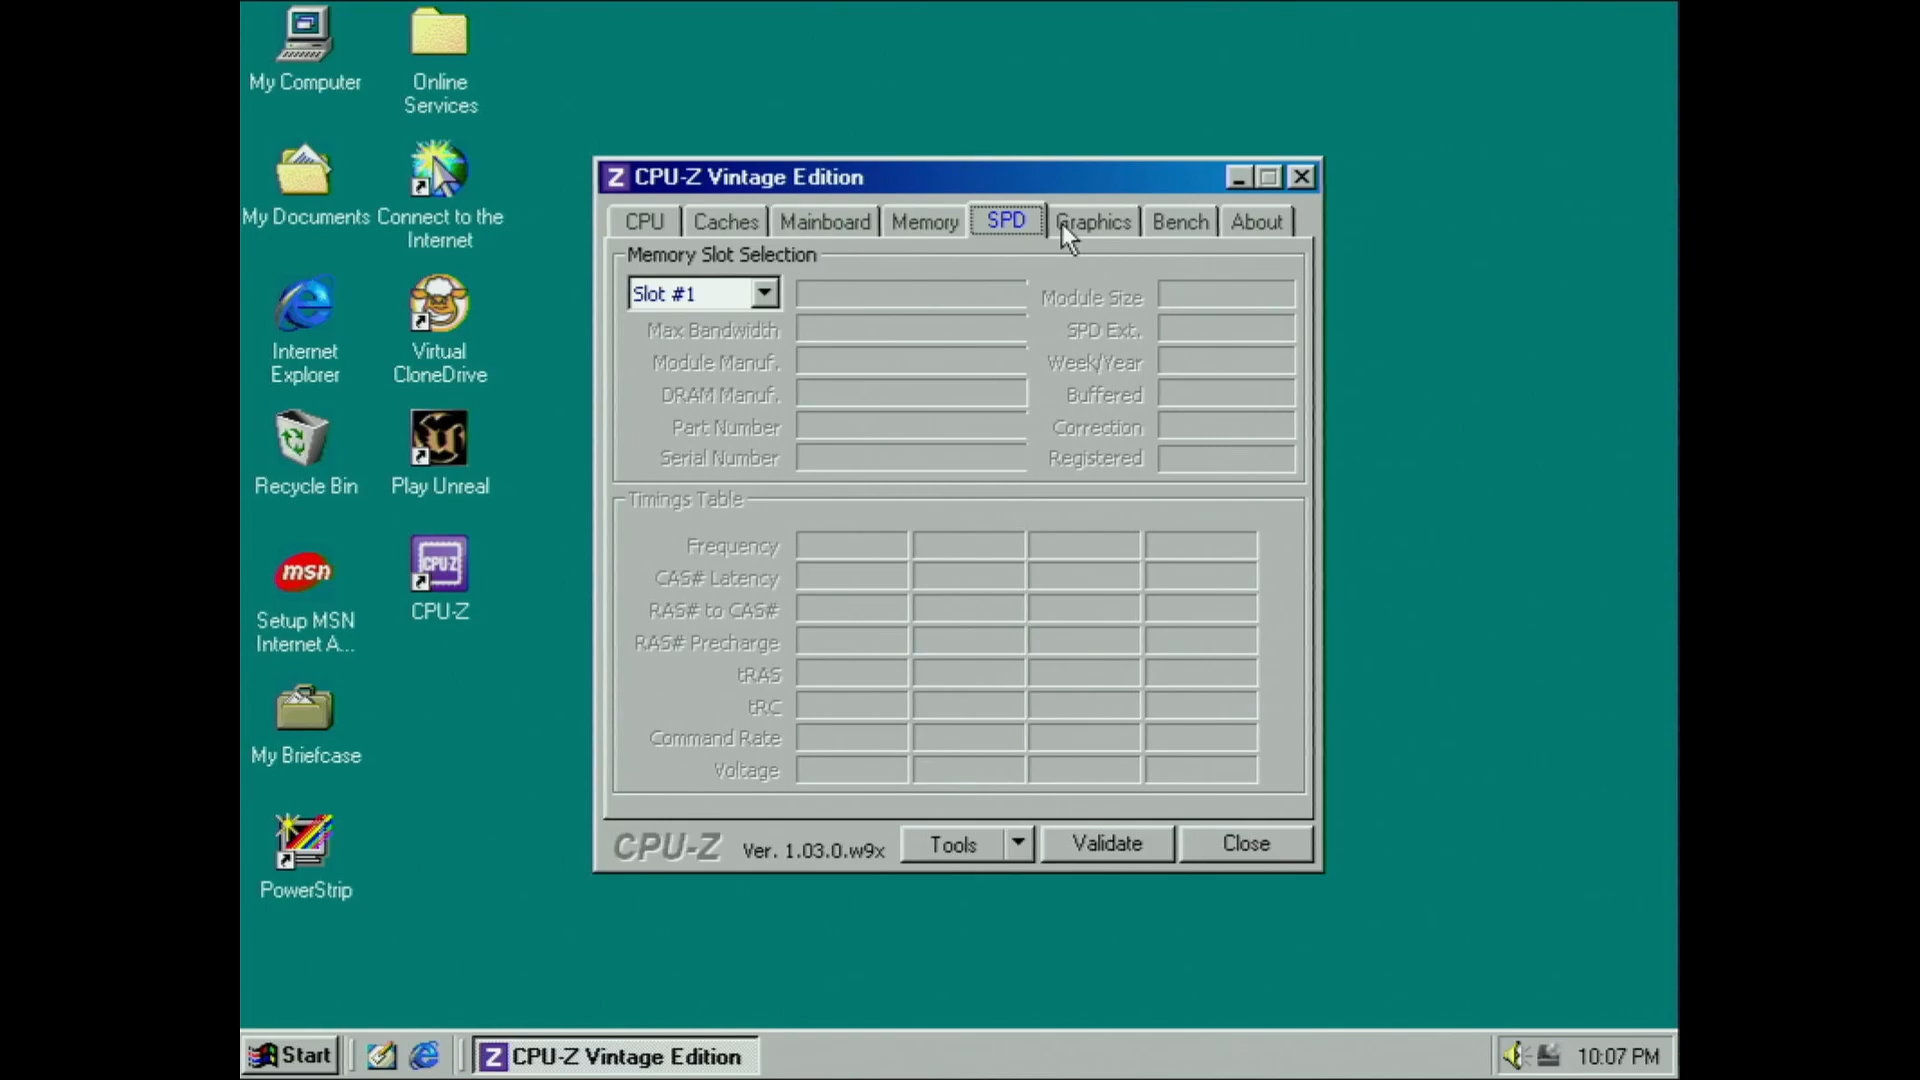 My Computer
Online
Services
My Documents
Connect to the
Internet
Internet
Explorer
Virtual
CloneDrive
Recycle Bin
Play Unreal
msn
Setup MSN
Internet A...
CPU-Z
CPU-Z
My Briefcase
PowerStrip
Z CPU-Z Vintage Edition
CPU Caches Mainboard Memory SPD Graphics Bench About
Memory Slot Selection
Slot #1
Module Size
Max Bandwidth
SPD Ext.
Module Manuf.
Week/Year
DRAM Manuf.
Buffered
Part Number
Correction
Serial Number
Registered
Timings Table
Frequency
CAS# Latency
RAS# to CAS#
RAS# Precharge
tRAS
tRC
Command Rate
Voltage
CPU-Z Ver. 1.03.0.w9x Tools Validate Close
Start Z CPU-Z Vintage Edition 10:07 PM